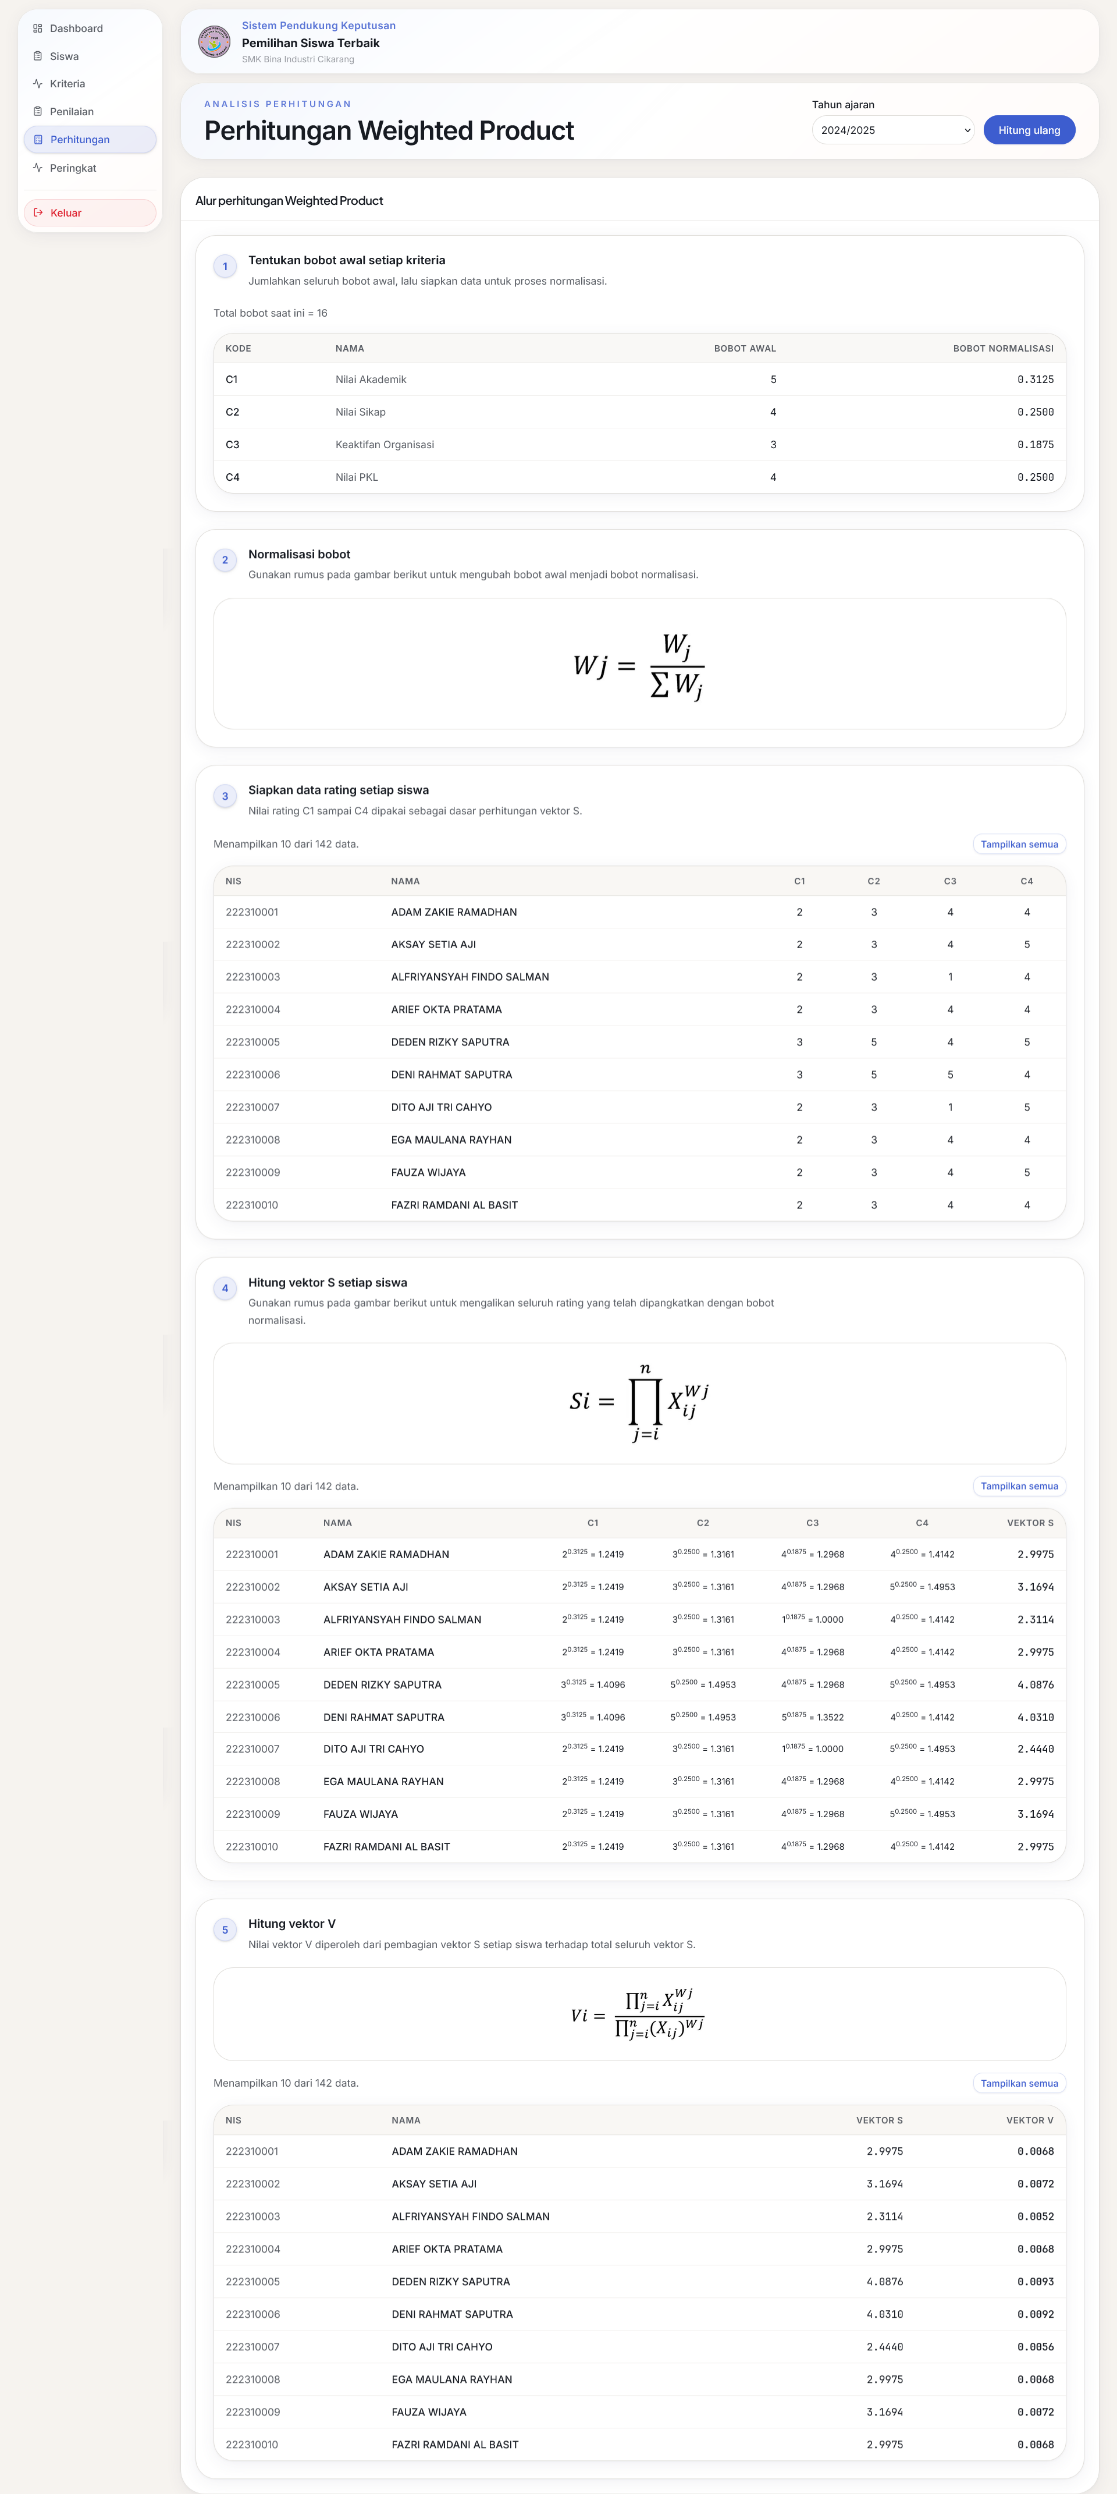 Dashboard
Siswa
Kriteria
Penilaian
Perhitungan
Peringkat
Keluar
Sistem Pendukung Keputusan
Pemilihan Siswa Terbaik
SMK Bina Industri Cikarang
ANALISIS PERHITUNGAN
Perhitungan Weighted Product
Tahun ajaran
2024/2025
Hitung ulang
Alur perhitungan Weighted Product
1 Tentukan bobot awal setiap kriteria
Jumlahkan seluruh bobot awal, lalu siapkan data untuk proses normalisasi.
Total bobot saat ini = 16
KODE NAMA BOBOT AWAL BOBOT NORMALISASI
C1 Nilai Akademik 5 0.3125
C2 Nilai Sikap 4 0.2500
C3 Keaktifan Organisasi 3 0.1875
C4 Nilai PKL 4 0.2500
2 Normalisasi bobot
Gunakan rumus pada gambar berikut untuk mengubah bobot awal menjadi bobot normalisasi.
Wj = W_j / ∑ W_j
3 Siapkan data rating setiap siswa
Nilai rating C1 sampai C4 dipakai sebagai dasar perhitungan vektor S.
Menampilkan 10 dari 142 data. Tampilkan semua
NIS NAMA C1 C2 C3 C4
222310001 ADAM ZAKIE RAMADHAN 2 3 4 4
222310002 AKSAY SETIA AJI 2 3 4 5
222310003 ALFRIYANSYAH FINDO SALMAN 2 3 1 4
222310004 ARIEF OKTA PRATAMA 2 3 4 4
222310005 DEDEN RIZKY SAPUTRA 3 5 4 5
222310006 DENI RAHMAT SAPUTRA 3 5 5 4
222310007 DITO AJI TRI CAHYO 2 3 1 5
222310008 EGA MAULANA RAYHAN 2 3 4 4
222310009 FAUZA WIJAYA 2 3 4 5
222310010 FAZRI RAMDANI AL BASIT 2 3 4 4
4 Hitung vektor S setiap siswa
Gunakan rumus pada gambar berikut untuk mengalikan seluruh rating yang telah dipangkatkan dengan bobot
normalisasi.
Si = ∏_{j=i}^{n} X_{ij}^{Wj}
Menampilkan 10 dari 142 data. Tampilkan semua
NIS NAMA C1 C2 C3 C4 VEKTOR S
222310001 ADAM ZAKIE RAMADHAN 2^0.3125 = 1.2419 3^0.2500 = 1.3161 4^0.1875 = 1.2968 4^0.2500 = 1.4142 2.9975
222310002 AKSAY SETIA AJI 2^0.3125 = 1.2419 3^0.2500 = 1.3161 4^0.1875 = 1.2968 5^0.2500 = 1.4953 3.1694
222310003 ALFRIYANSYAH FINDO SALMAN 2^0.3125 = 1.2419 3^0.2500 = 1.3161 1^0.1875 = 1.0000 4^0.2500 = 1.4142 2.3114
222310004 ARIEF OKTA PRATAMA 2^0.3125 = 1.2419 3^0.2500 = 1.3161 4^0.1875 = 1.2968 4^0.2500 = 1.4142 2.9975
222310005 DEDEN RIZKY SAPUTRA 3^0.3125 = 1.4096 5^0.2500 = 1.4953 4^0.1875 = 1.2968 5^0.2500 = 1.4953 4.0876
222310006 DENI RAHMAT SAPUTRA 3^0.3125 = 1.4096 5^0.2500 = 1.4953 5^0.1875 = 1.3522 4^0.2500 = 1.4142 4.0310
222310007 DITO AJI TRI CAHYO 2^0.3125 = 1.2419 3^0.2500 = 1.3161 1^0.1875 = 1.0000 5^0.2500 = 1.4953 2.4440
222310008 EGA MAULANA RAYHAN 2^0.3125 = 1.2419 3^0.2500 = 1.3161 4^0.1875 = 1.2968 4^0.2500 = 1.4142 2.9975
222310009 FAUZA WIJAYA 2^0.3125 = 1.2419 3^0.2500 = 1.3161 4^0.1875 = 1.2968 5^0.2500 = 1.4953 3.1694
222310010 FAZRI RAMDANI AL BASIT 2^0.3125 = 1.2419 3^0.2500 = 1.3161 4^0.1875 = 1.2968 4^0.2500 = 1.4142 2.9975
5 Hitung vektor V
Nilai vektor V diperoleh dari pembagian vektor S setiap siswa terhadap total seluruh vektor S.
Vi = ∏_{j=i}^{n} X_{ij}^{Wj} / ∏_{j=i}^{n} (X_{ij})^{Wj}
Menampilkan 10 dari 142 data. Tampilkan semua
NIS NAMA VEKTOR S VEKTOR V
222310001 ADAM ZAKIE RAMADHAN 2.9975 0.0068
222310002 AKSAY SETIA AJI 3.1694 0.0072
222310003 ALFRIYANSYAH FINDO SALMAN 2.3114 0.0052
222310004 ARIEF OKTA PRATAMA 2.9975 0.0068
222310005 DEDEN RIZKY SAPUTRA 4.0876 0.0093
222310006 DENI RAHMAT SAPUTRA 4.0310 0.0092
222310007 DITO AJI TRI CAHYO 2.4440 0.0056
222310008 EGA MAULANA RAYHAN 2.9975 0.0068
222310009 FAUZA WIJAYA 3.1694 0.0072
222310010 FAZRI RAMDANI AL BASIT 2.9975 0.0068